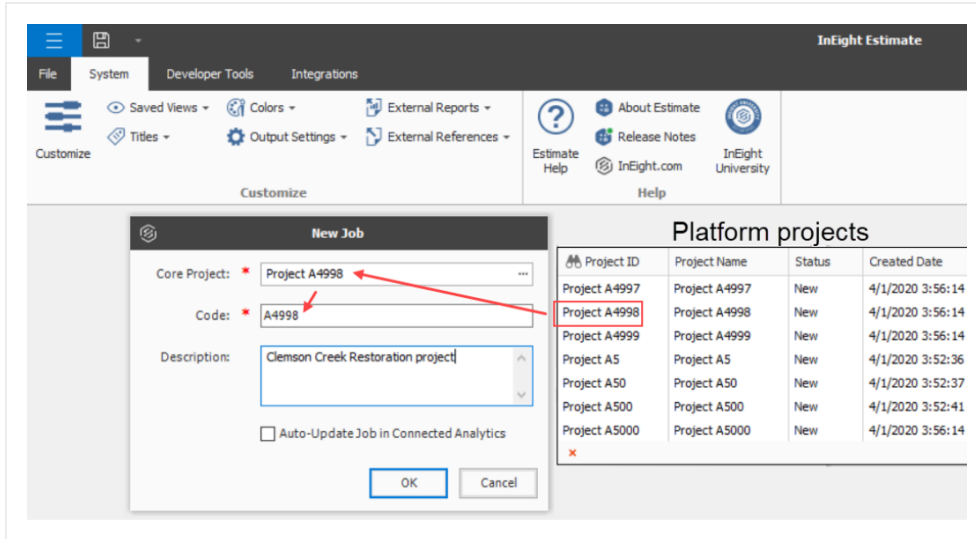 InEight Estimate
File System Developer Tools Integrations
Saved Views Colors External Reports About Estimate
Titles Output Settings External References Release Notes
Customize Estimate Help InEight.com InEight University
Customize Help
New Job
Core Project: * Project A4998 ...
Code: * A4998
Description: Clemson Creek Restoration project
Auto-Update Job in Connected Analytics
OK Cancel
Platform projects
Project ID Project Name Status Created Date
Project A4997 Project A4997 New 4/1/2020 3:56:14
Project A4998 Project A4998 New 4/1/2020 3:56:14
Project A4999 Project A4999 New 4/1/2020 3:56:14
Project A5 Project A5 New 4/1/2020 3:52:36
Project A50 Project A50 New 4/1/2020 3:52:37
Project A500 Project A500 New 4/1/2020 3:52:41
Project A5000 Project A5000 New 4/1/2020 3:56:14